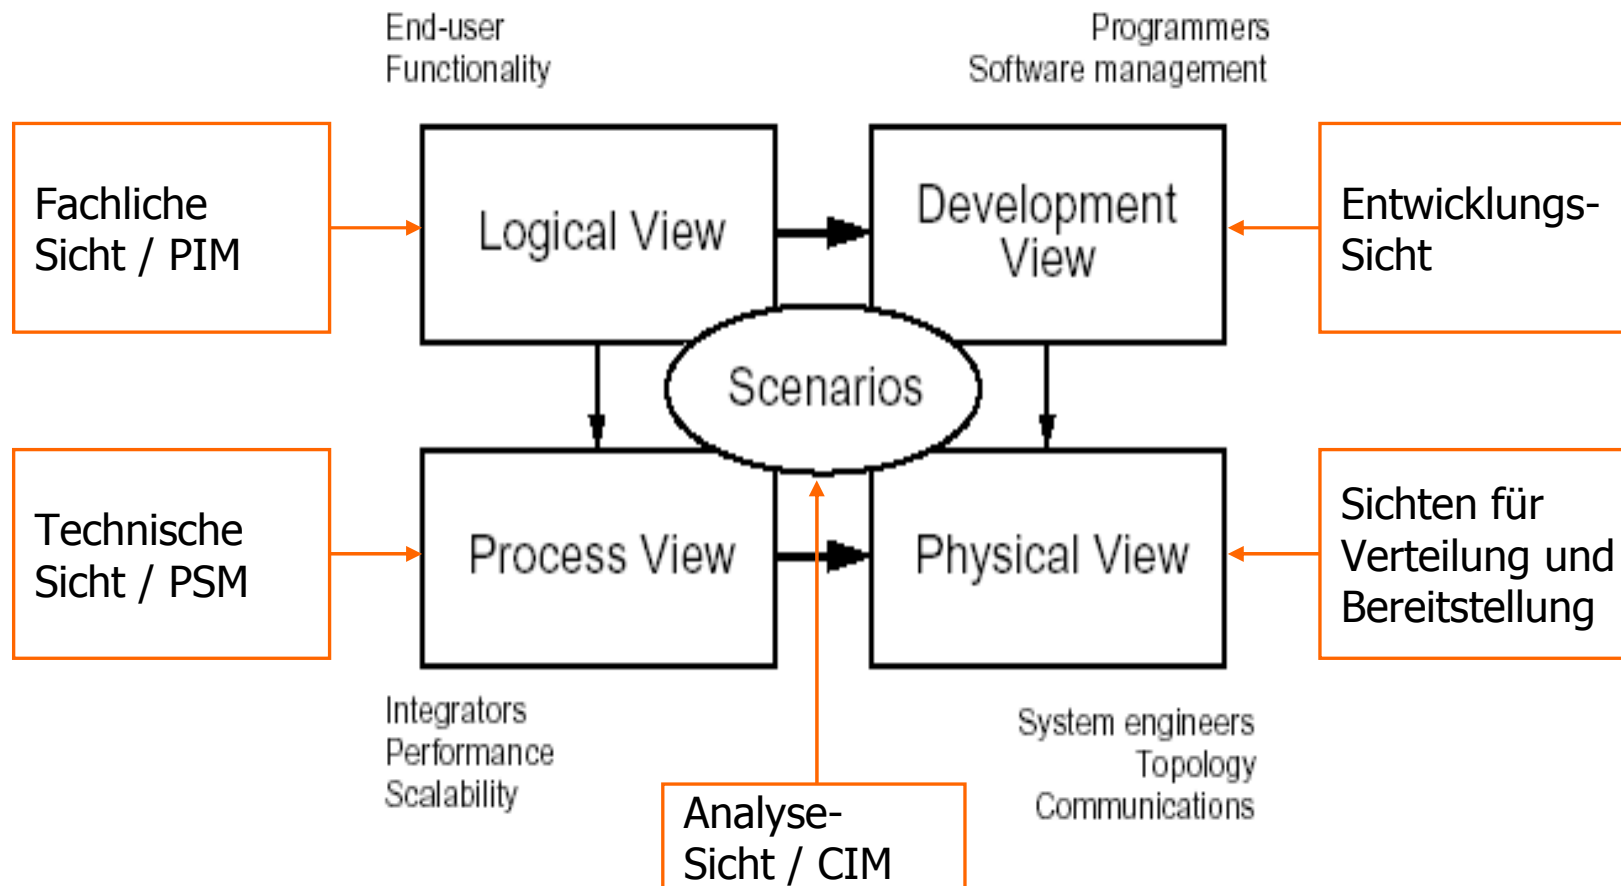 End-user
Functionality
Programmers
Software management
Fachliche
Sicht / PIM
Logical View
Development
View
Entwicklungs-
Sicht
Scenarios
Technische
Sicht / PSM
Process View
Physical View
Sichten für
Verteilung und
Bereitstellung
Integrators
Performance
Scalability
System engineers
Topology
Communications
Analyse-
Sicht / CIM